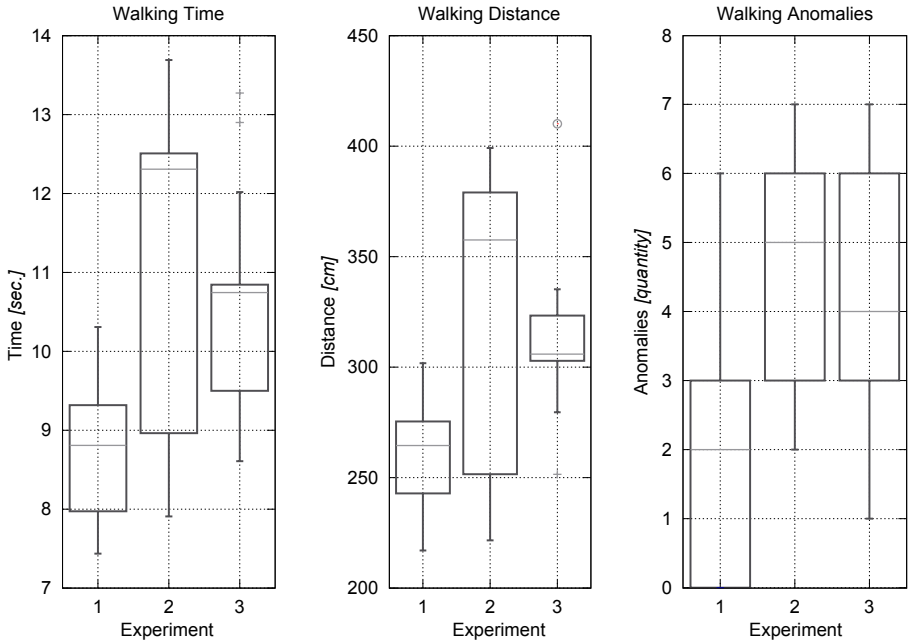 Walking Time
Time [sec.]
14
13
12
11
10
9
8
7
1 2 3
Experiment
Walking Distance
Distance [cm]
450
400
350
300
250
200
1 2 3
Experiment
Walking Anomalies
Anomalies [quantity]
8
7
6
5
4
3
2
1
0
1 2 3
Experiment